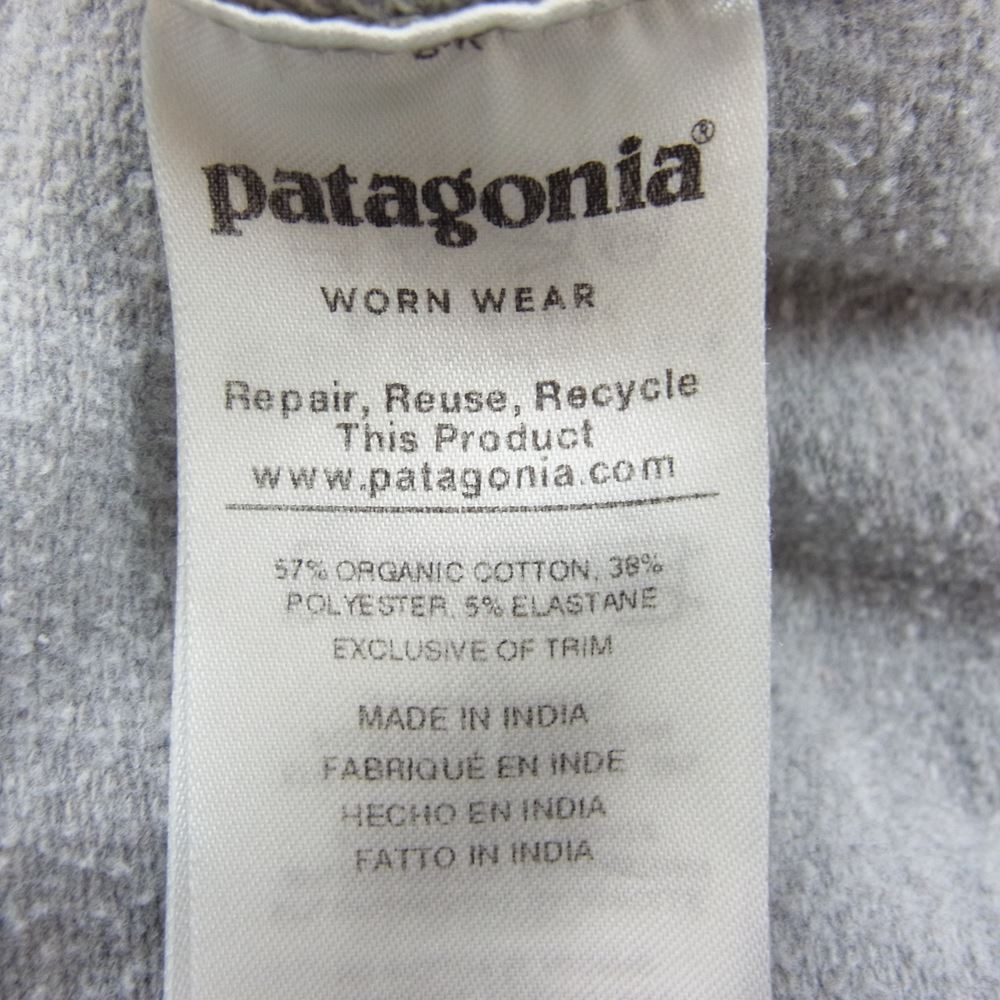 patagonia®
WORN WEAR
Repair, Reuse, Recycle
This Product
www.patagonia.com
57% ORGANIC COTTON, 38%
POLYESTER, 5% ELASTANE
EXCLUSIVE OF TRIM
MADE IN INDIA
FABRIQUÉ EN INDE
HECHO EN INDIA
FATTO IN INDIA